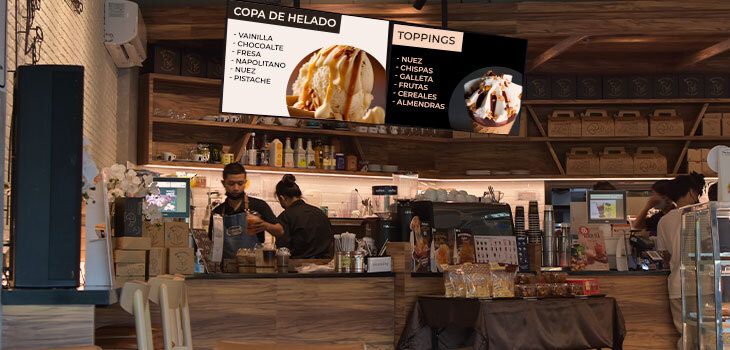 COPA DE HELADO
- VAINILLA
- CHOCOALTE
- FRESA
- NAPOLITANO
- NUEZ
- PISTACHE
TOPPINGS
- NUEZ
- CHISPAS
- GALLETA
- FRUTAS
- CEREALES
- ALMENDRAS